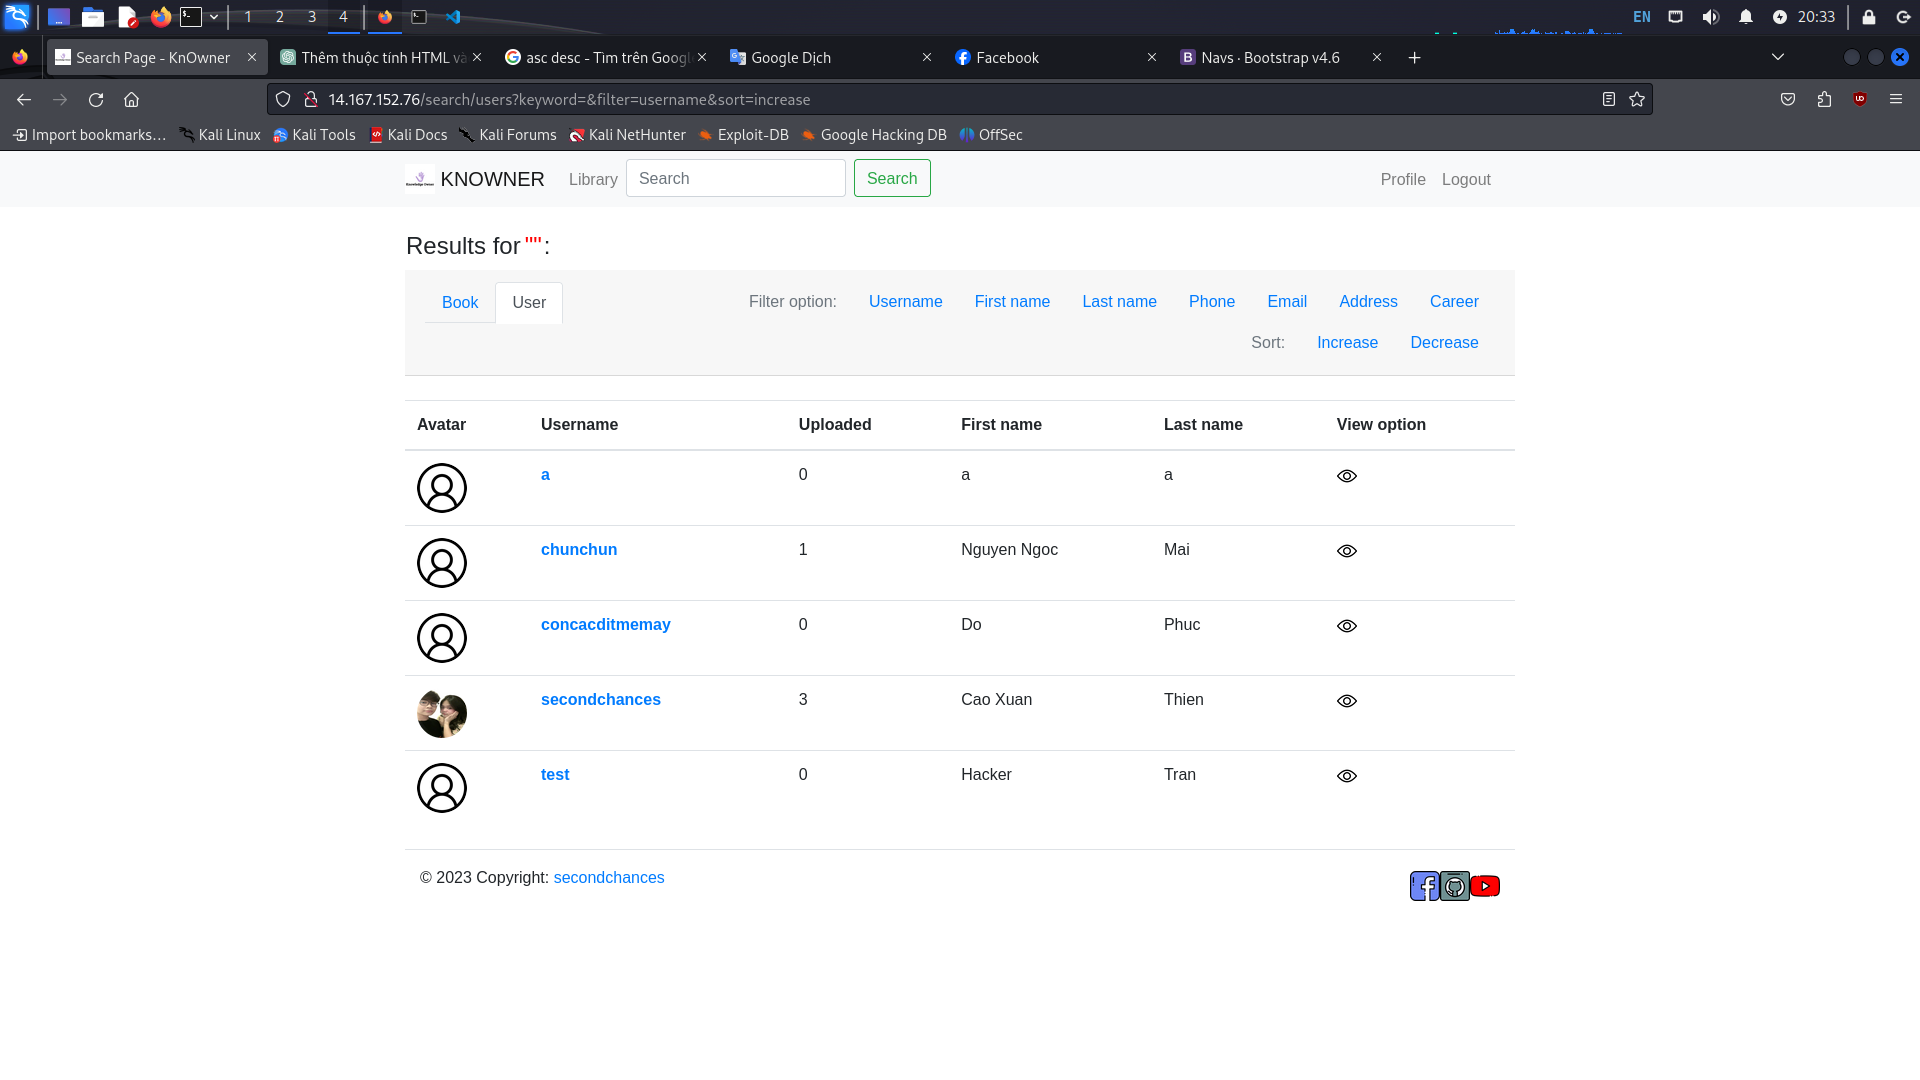 1 2 3 4 EN 20:33
Search Page - KnOwner Thêm thuộc tính HTML và asc desc - Tìm trên Googl Google Dịch Facebook Navs · Bootstrap v4.6
14.167.152.76/search/users?keyword=&filter=username&sort=increase
Import bookmarks... Kali Linux Kali Tools Kali Docs Kali Forums Kali NetHunter Exploit-DB Google Hacking DB OffSec
KNOWNER Library Search Search Profile Logout
Results for "":
Book User Filter option: Username First name Last name Phone Email Address Career
Sort: Increase Decrease
Avatar Username Uploaded First name Last name View option
a 0 a a
chunchun 1 Nguyen Ngoc Mai
concacditmemay 0 Do Phuc
secondchances 3 Cao Xuan Thien
test 0 Hacker Tran
© 2023 Copyright: secondchances